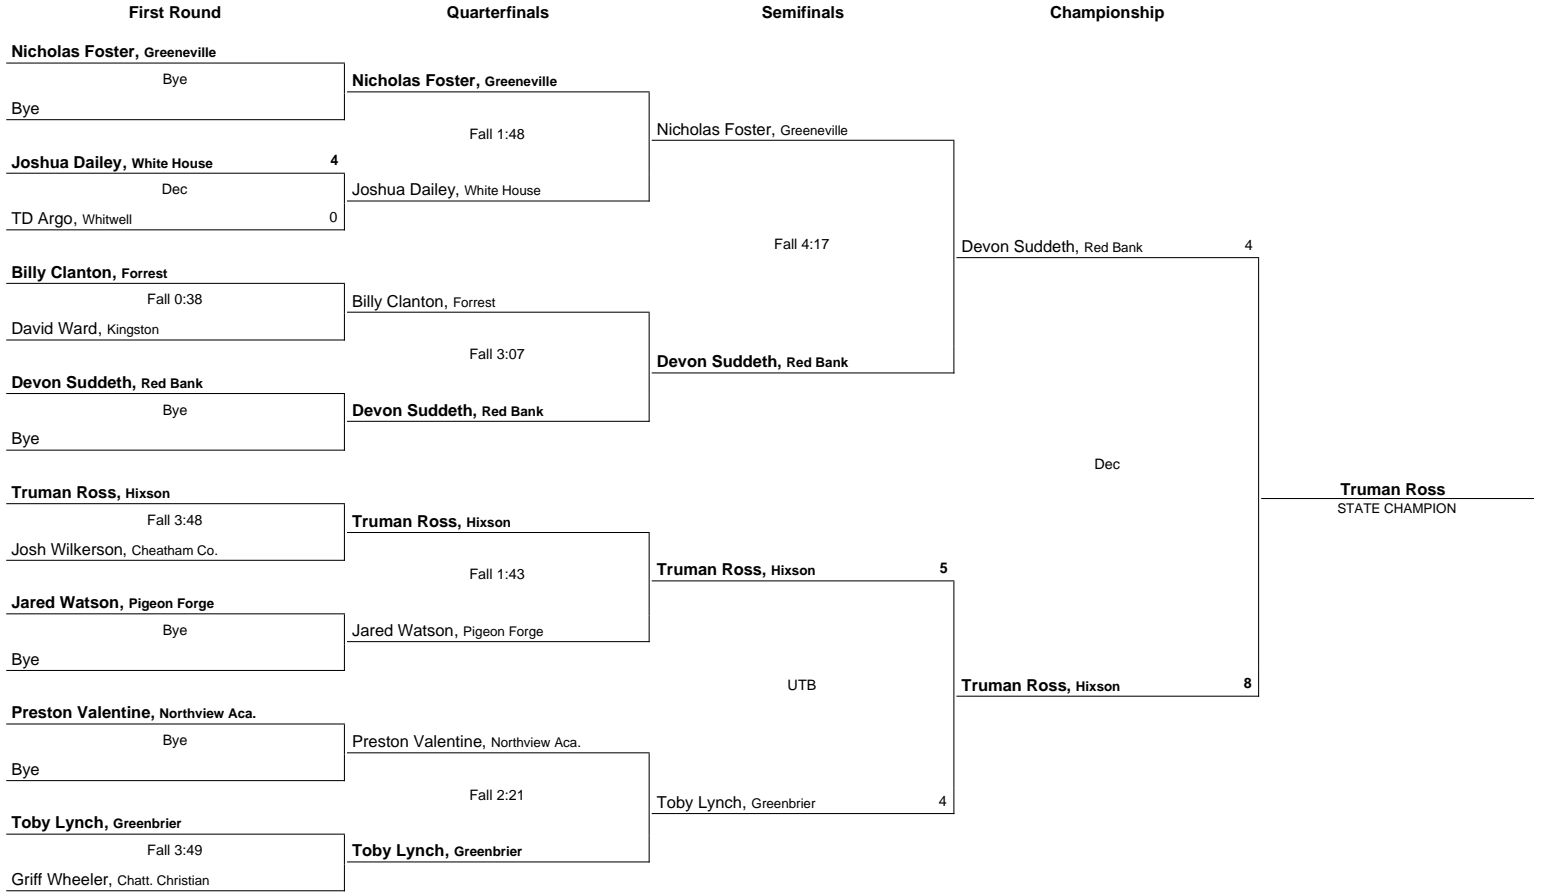 First Round
Quarterfinals
Semifinals
Championship
Nicholas Foster, Greeneville
Bye
Bye
Joshua Dailey, White House 4
Dec
TD Argo, Whitwell 0
Billy Clanton, Forrest
Fall 0:38
David Ward, Kingston
Devon Suddeth, Red Bank
Bye
Bye
Truman Ross, Hixson
Fall 3:48
Josh Wilkerson, Cheatham Co.
Jared Watson, Pigeon Forge
Bye
Bye
Preston Valentine, Northview Aca.
Bye
Bye
Toby Lynch, Greenbrier
Fall 3:49
Griff Wheeler, Chatt. Christian
Nicholas Foster, Greeneville
Fall 1:48
Joshua Dailey, White House
Billy Clanton, Forrest
Fall 3:07
Devon Suddeth, Red Bank
Truman Ross, Hixson
Fall 1:43
Jared Watson, Pigeon Forge
Preston Valentine, Northview Aca.
Fall 2:21
Toby Lynch, Greenbrier
Nicholas Foster, Greeneville
Fall 4:17
Devon Suddeth, Red Bank
Truman Ross, Hixson 5
UTB
Toby Lynch, Greenbrier 4
Devon Suddeth, Red Bank 4
Dec
Truman Ross, Hixson 8
Truman Ross
STATE CHAMPION